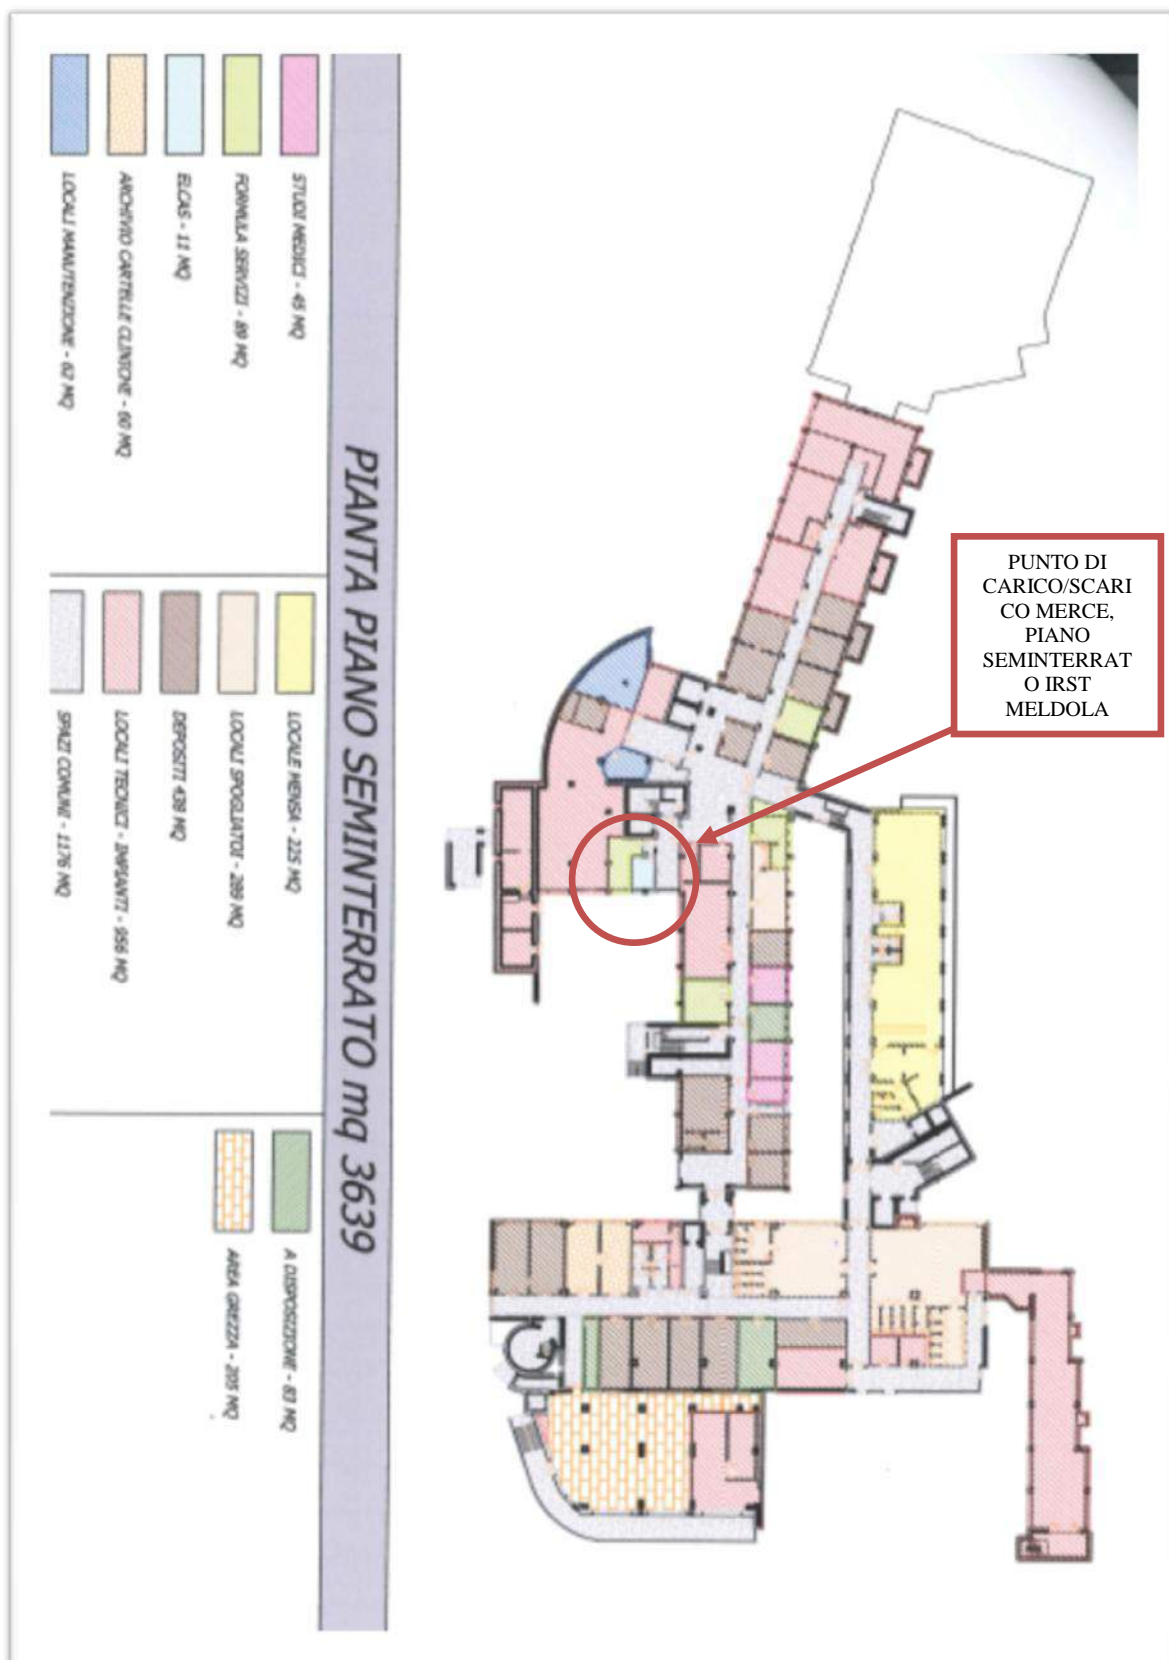 PIANTA PIANO SEMINTERRATO mq 3639
STUDI MEDICI - 45 MQ
FORMULA SERVIZI - 89 MQ
ELCAS - 11 MQ
ARCHIVIO CARTELLE CLINICHE - 60 MQ
LOCALI MANUTENZIONE - 62 MQ
LOCALE MENSA - 225 MQ
LOCALI SPOGLIATOI - 289 MQ
DEPOSITI 439 MQ
LOCALI TECNICI - IMPIANTI - 956 MQ
SPAZI COMUNI - 1176 MQ
A DISPOSIZIONE - 83 MQ
AREA GREZZA - 205 MQ
PUNTO DI
CARICO/SCARI
CO MERCE,
PIANO
SEMINTERRAT
O IRST
MELDOLA